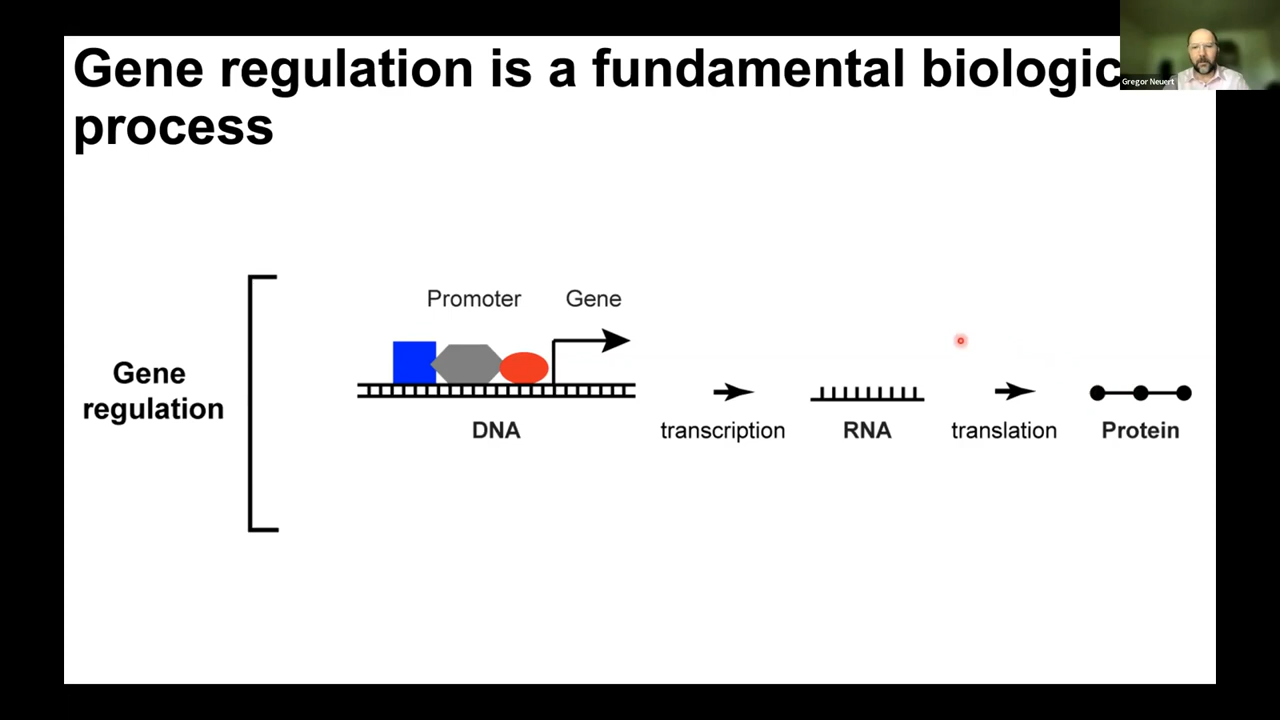 Gene regulation is a fundamental biologic
process
Gregor Neuert
Promoter Gene
Gene
regulation
DNA
transcription
RNA
translation
Protein